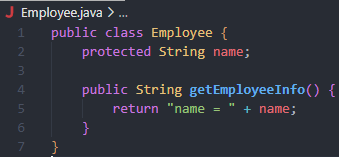 J Employee.java > ...
1 public class Employee {
2     protected String name;
3
4     public String getEmployeeInfo() {
5         return "name = " + name;
6     }
7 }